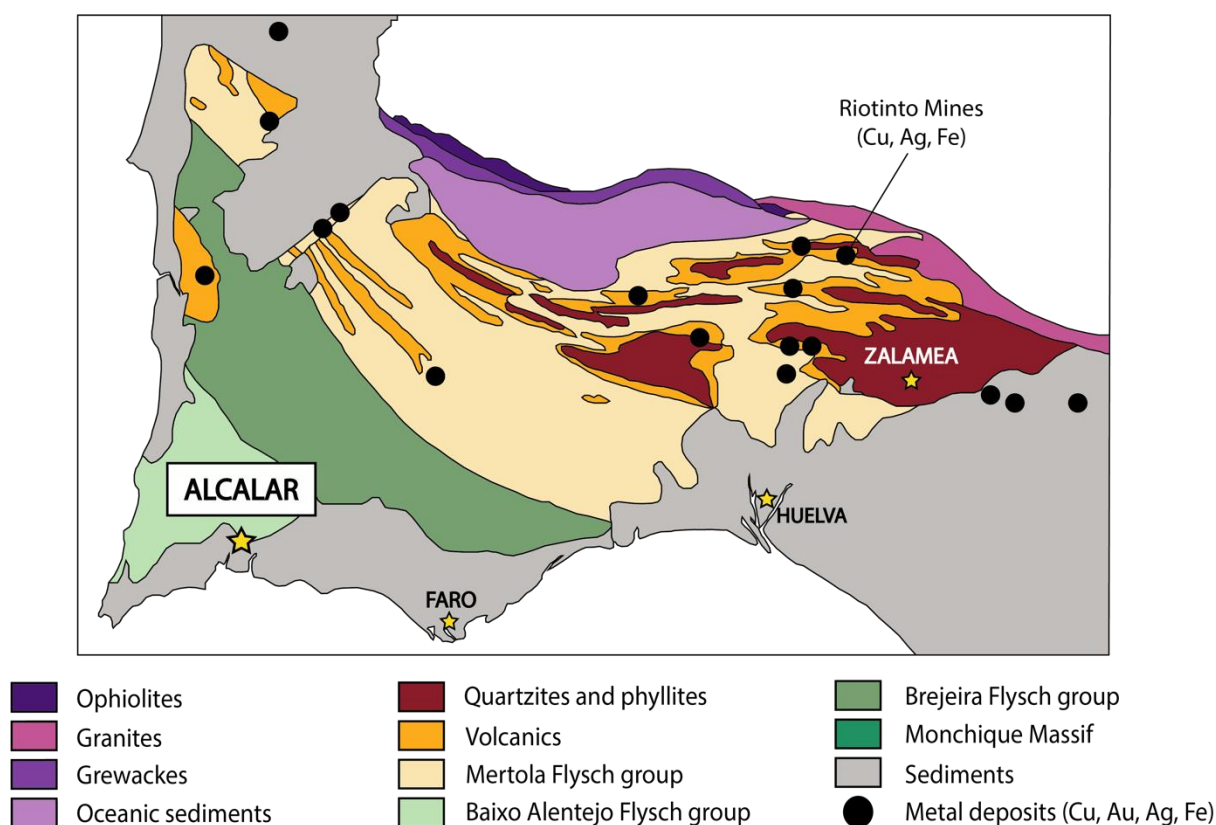 Riotinto Mines
(Cu, Ag, Fe)
ZALAMEA
ALCALAR
HUELVA
FARO
Ophiolites
Granites
Grewackes
Oceanic sediments
Quartzites and phyllites
Volcanics
Mertola Flysch group
Baixo Alentejo Flysch group
Brejeira Flysch group
Monchique Massif
Sediments
Metal deposits (Cu, Au, Ag, Fe)